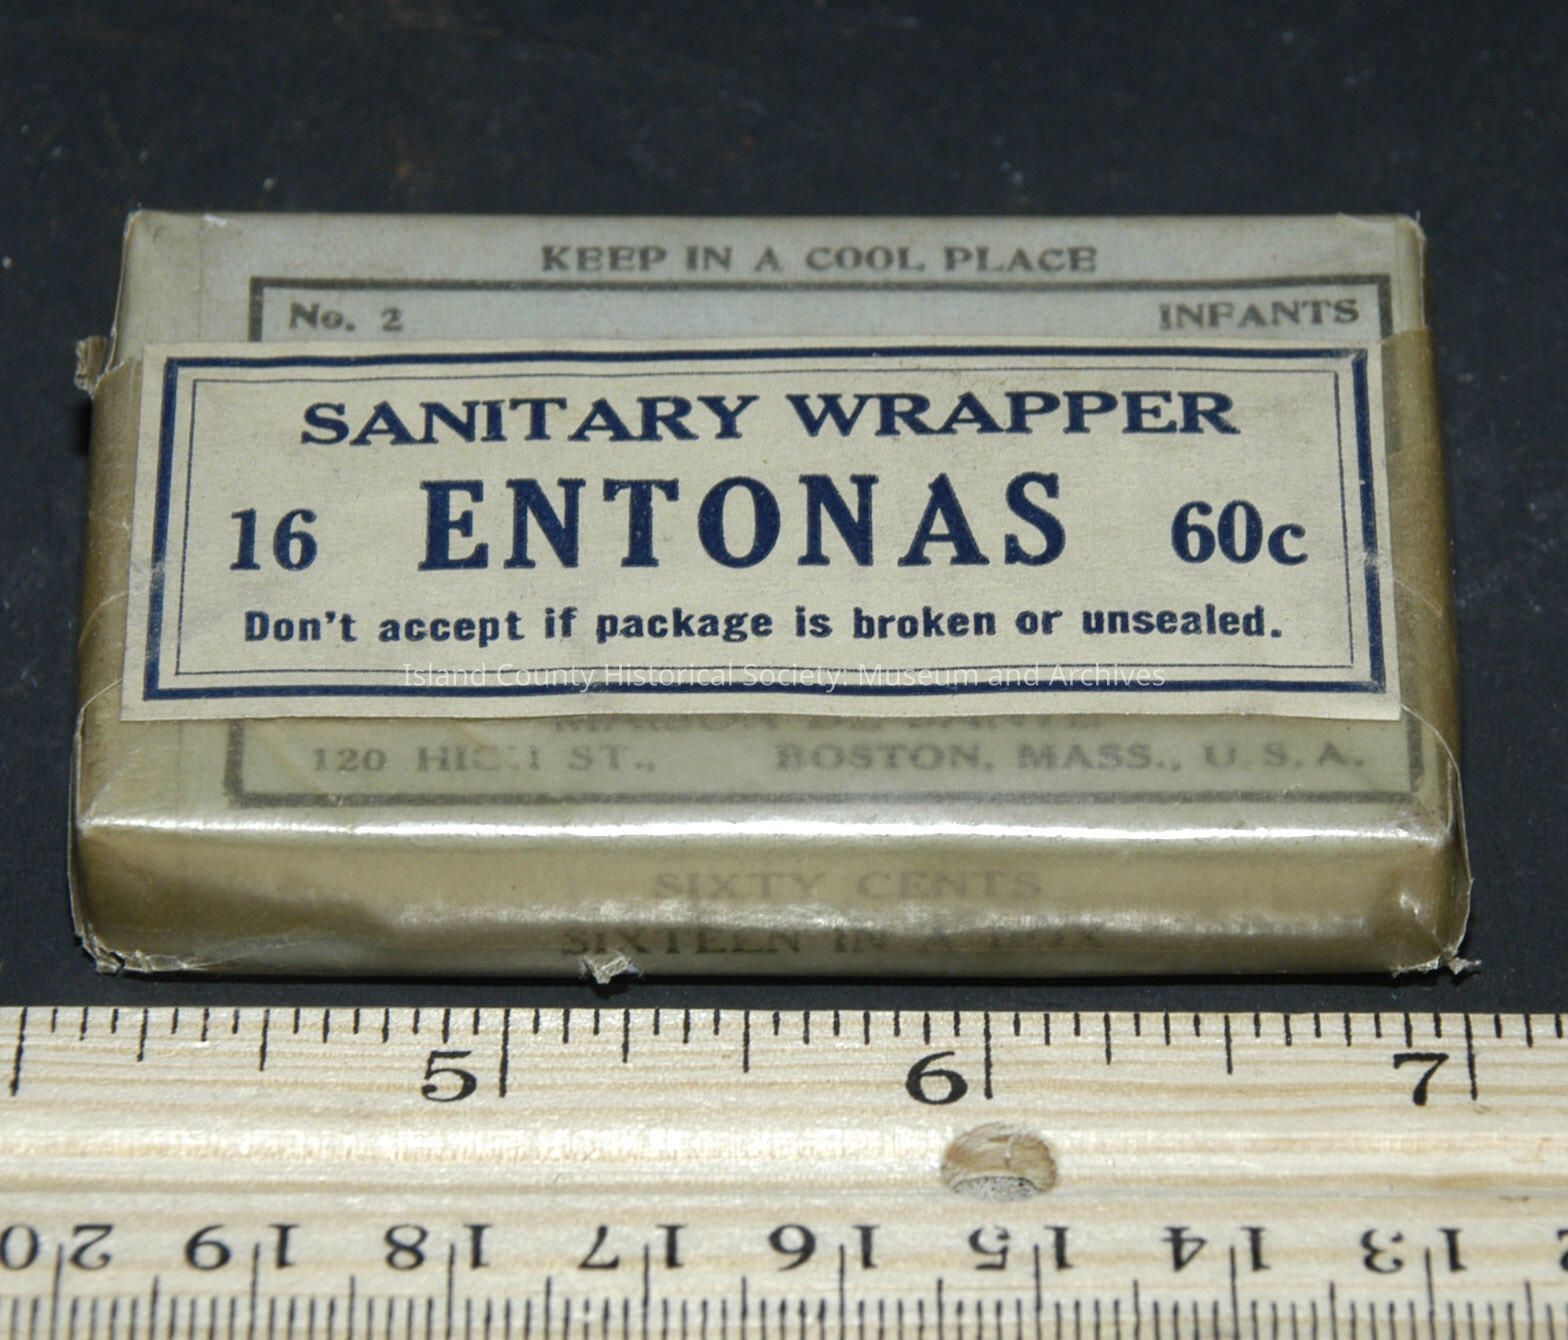 KEEP IN A COOL PLACE
No. 2 INFANTS
SANITARY WRAPPER
16 ENTONAS 60c
Don't accept if package is broken or unsealed.
Island County Historical Society: Museum and Archives
120 HIGH ST., BOSTON, MASS., U.S.A.
SIXTY CENTS
SIXTEEN IN A BOX
5 6 7
20 19 18 17 16 15 14 13